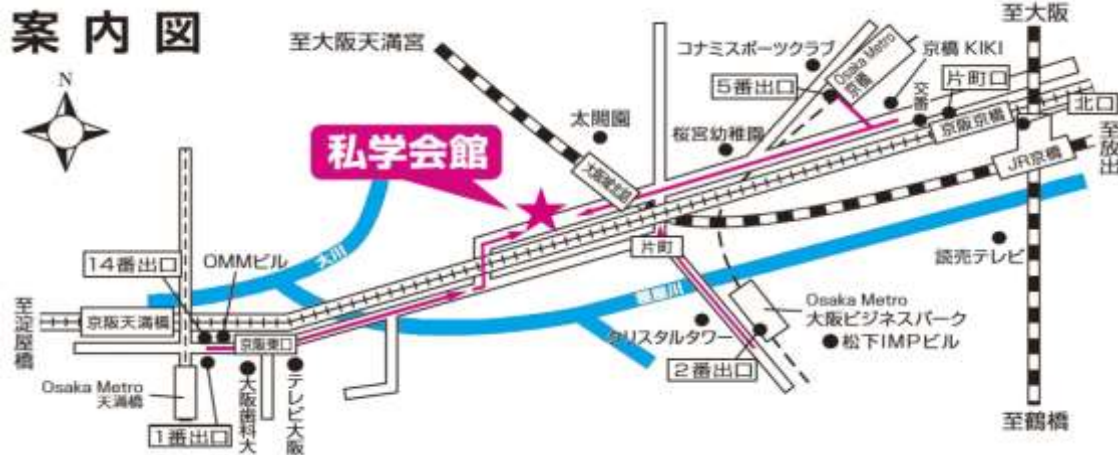 案内図
N
至大阪天満宮
至大阪
コナミスポーツクラブ
Osaka Metro
京橋
京橋 KIKI
5番出口
片町口
交番
北口
京阪京橋
太閤園
桜宮幼稚園
至放出
JR京橋
私学会館
大阪城北詰
片町
14番出口
OMMビル
大川
読売テレビ
至淀屋橋
京阪天満橋
京阪東口
Osaka Metro
大阪ビジネスパーク
クリスタルタワー
松下IMPビル
2番出口
Osaka Metro
天満橋
大阪歯科大
テレビ大阪
1番出口
至鶴橋